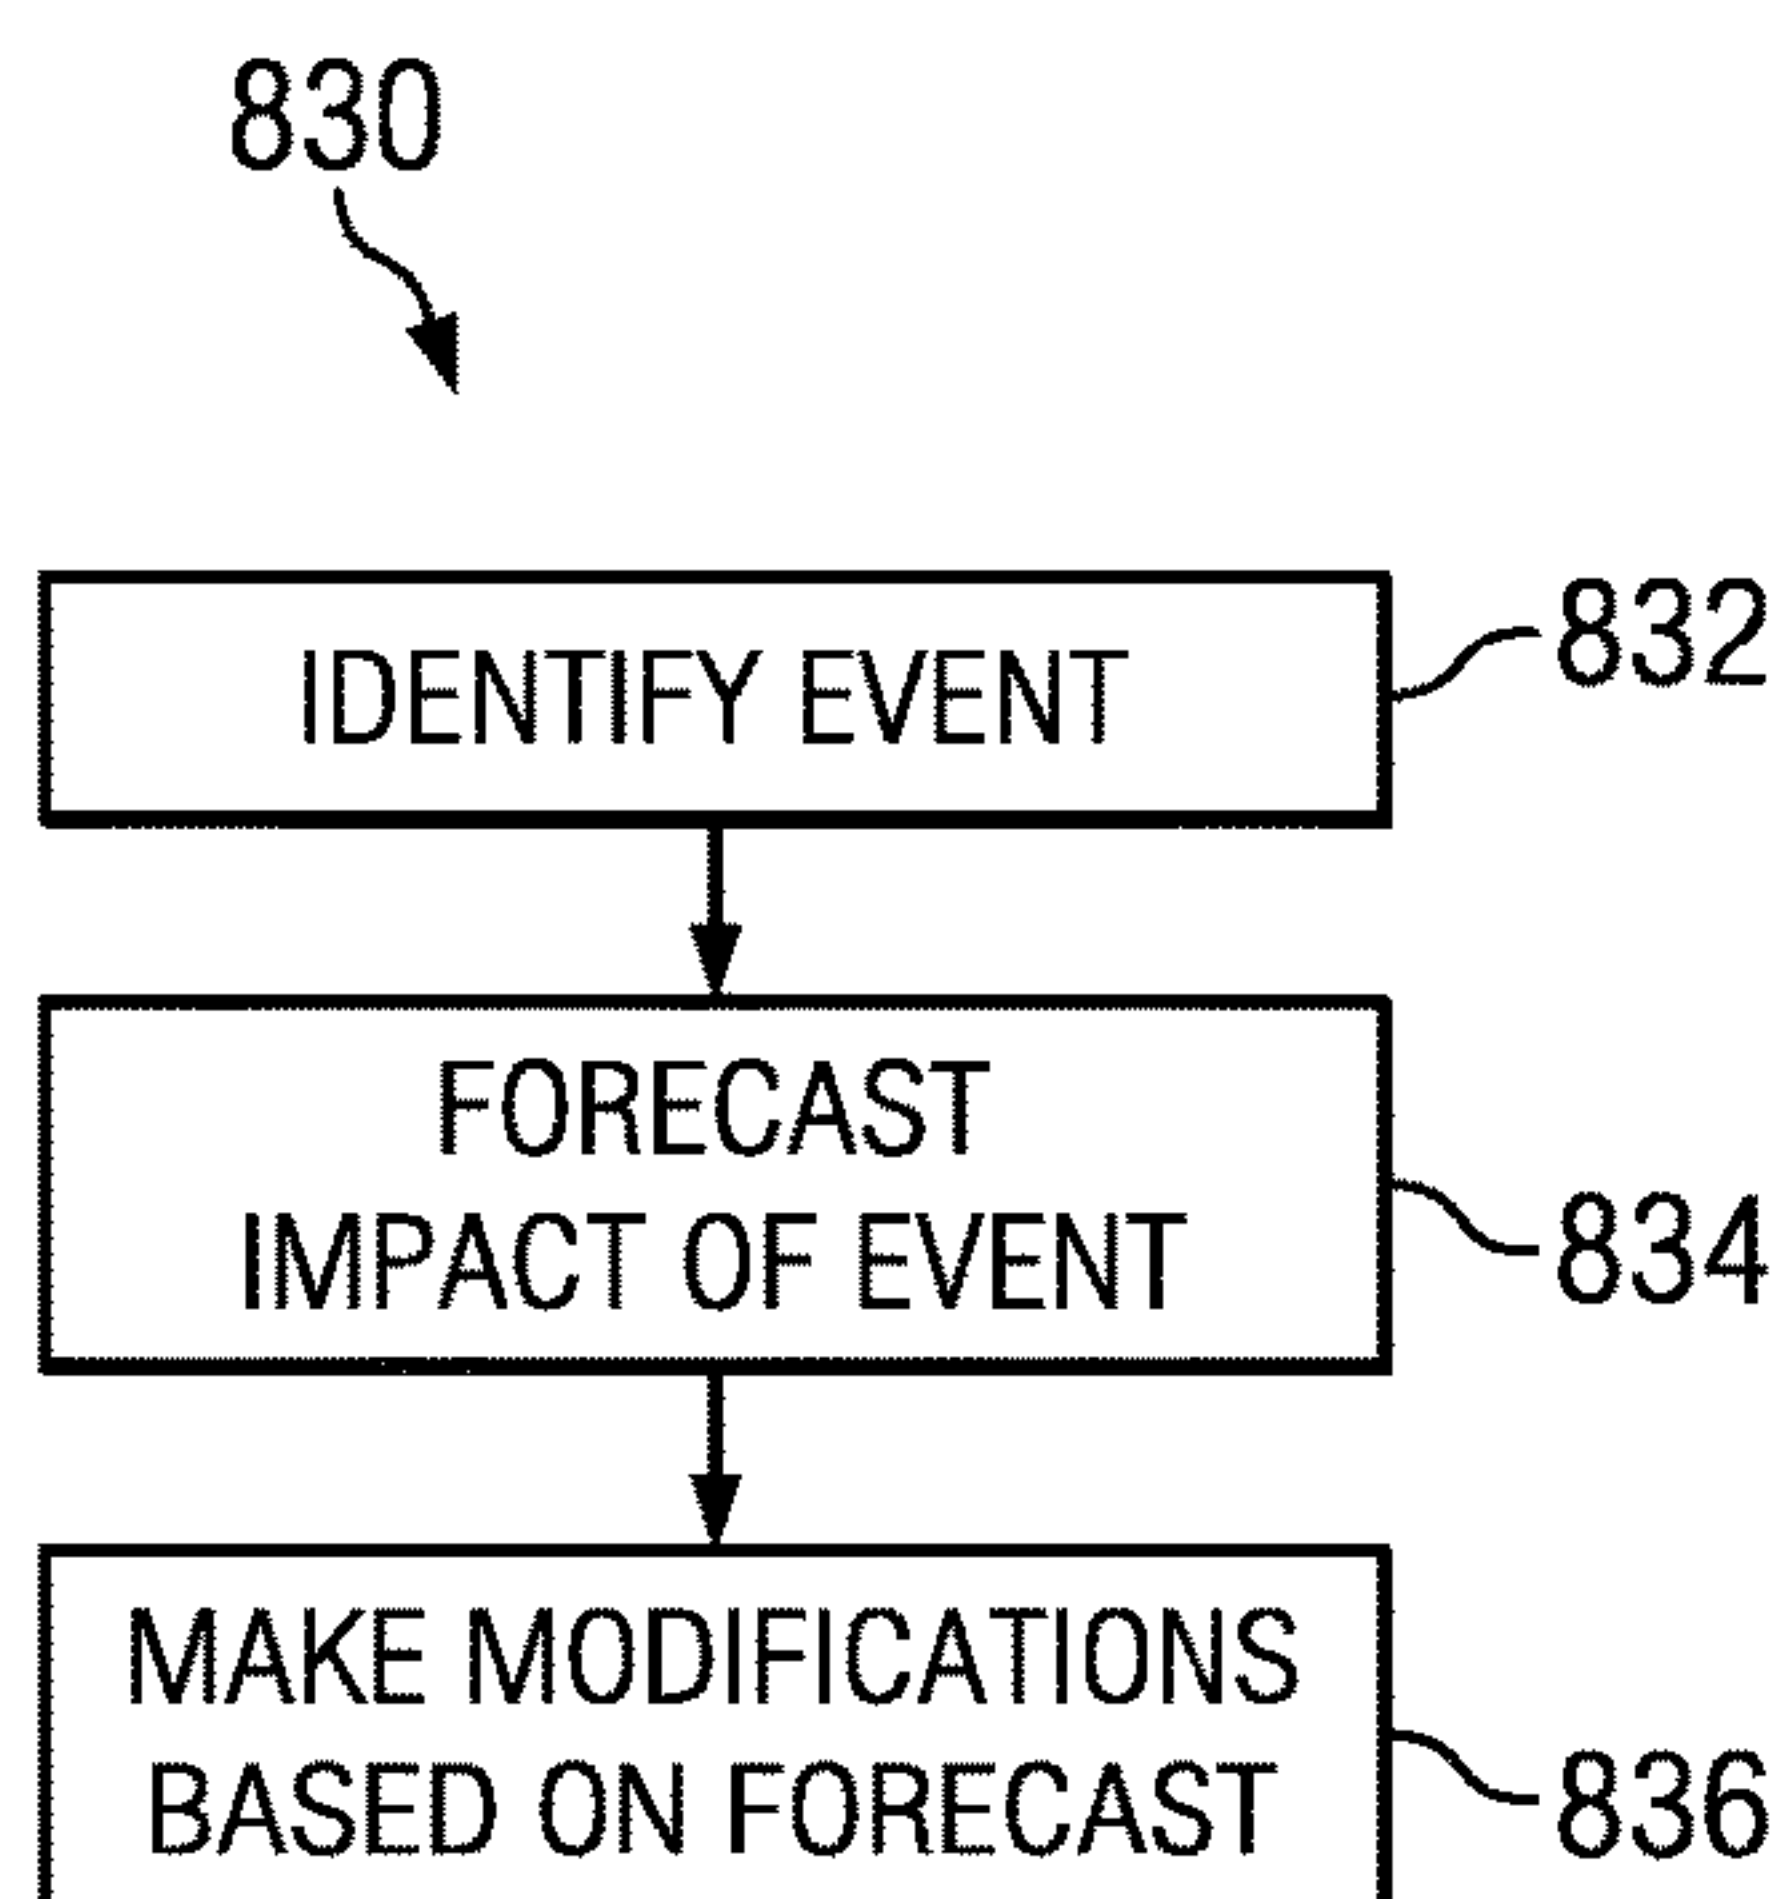 830
IDENTIFY EVENT
832
FORECAST
IMPACT OF EVENT
834
MAKE MODIFICATIONS
BASED ON FORECAST
836